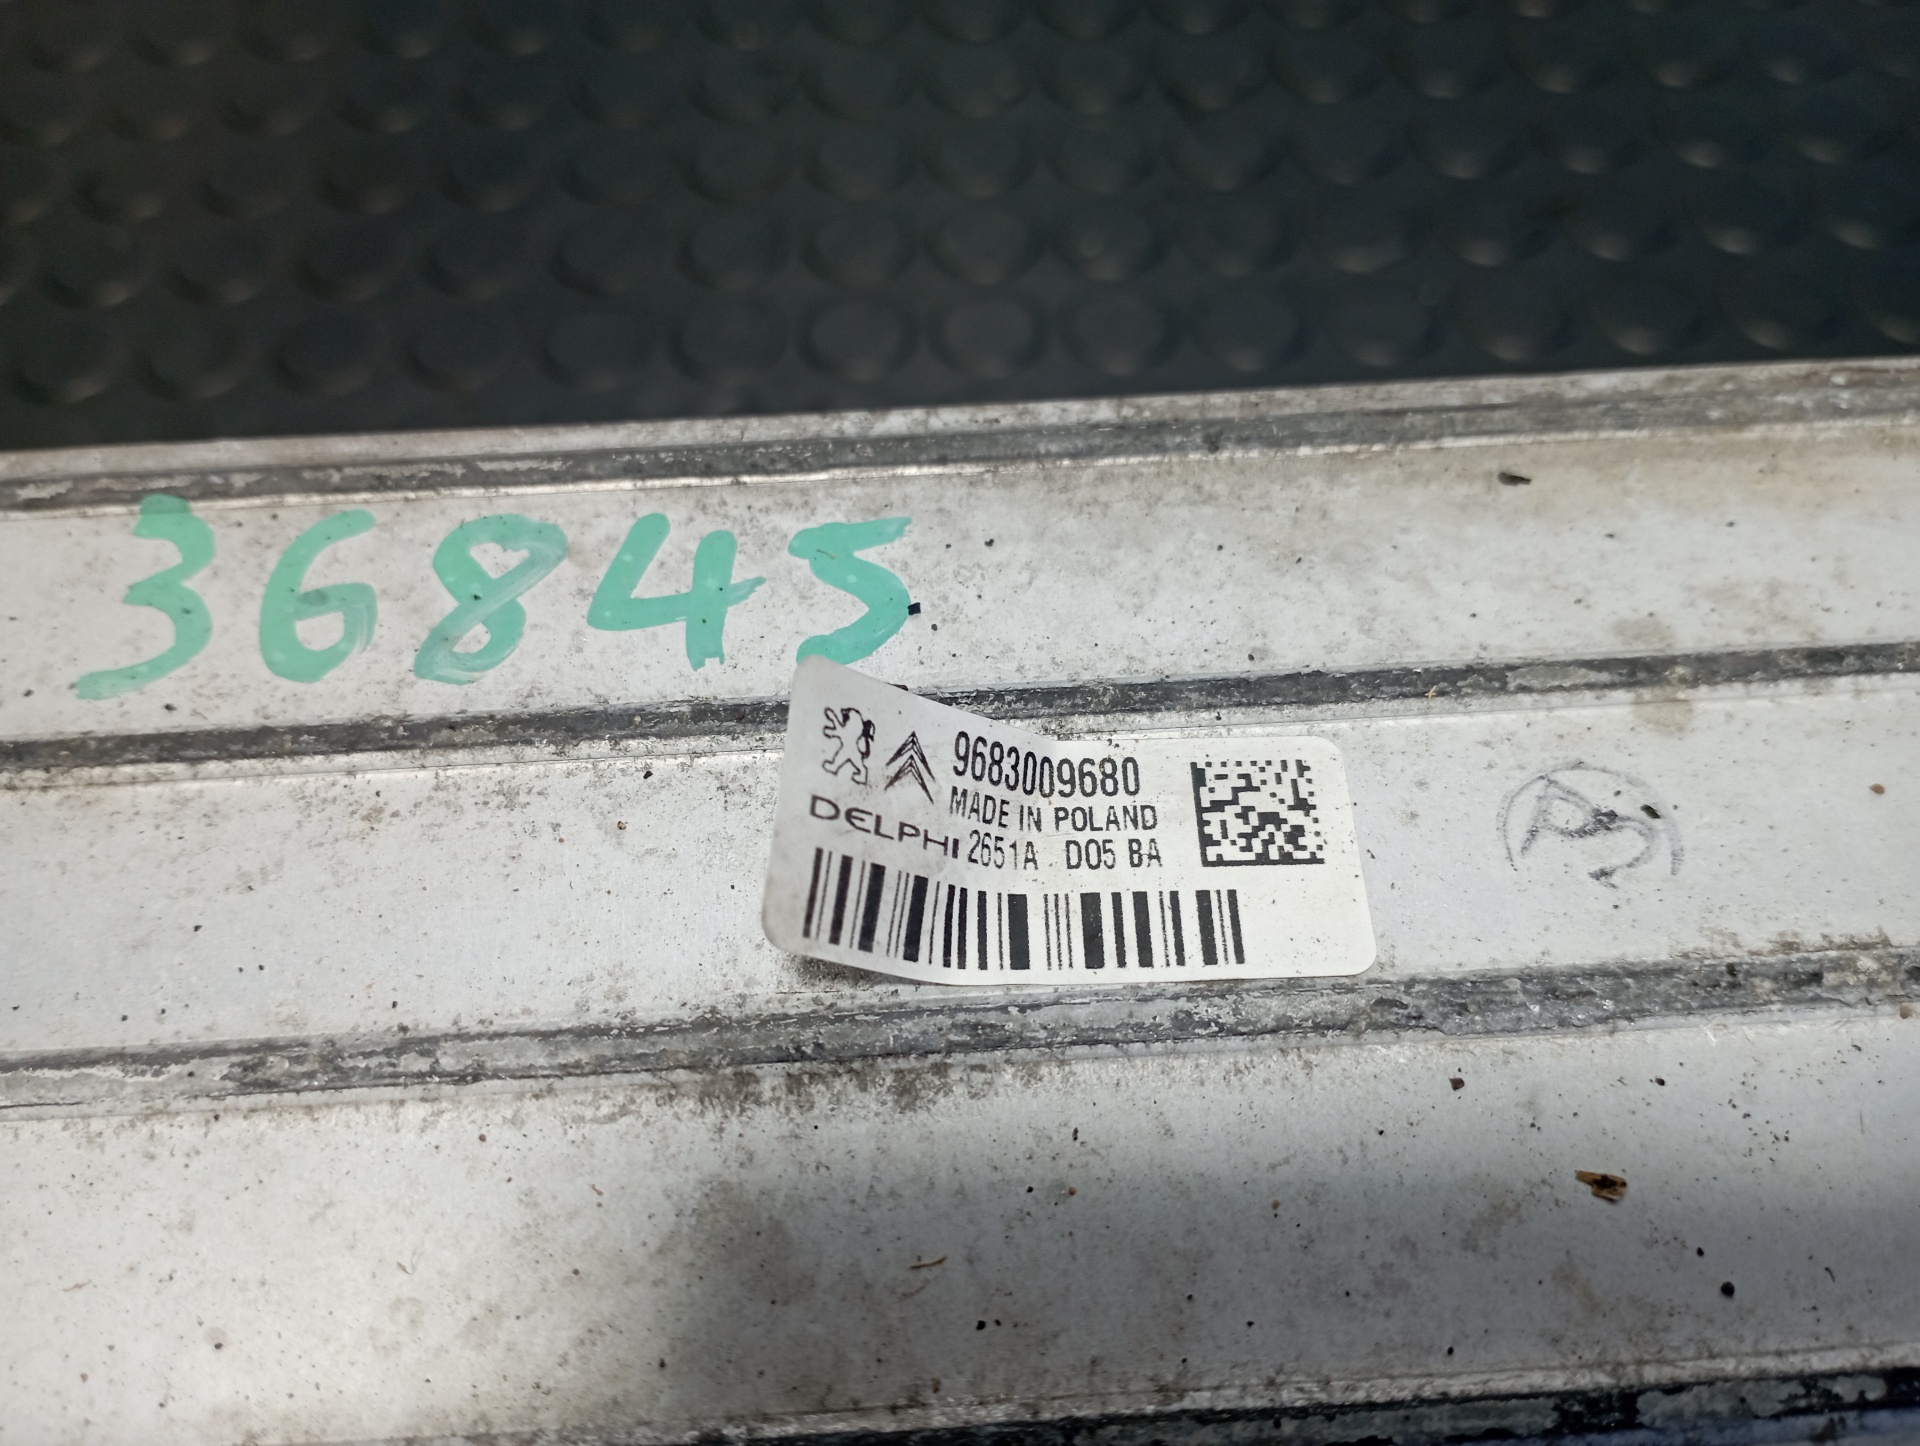 36845
9683009680
MADE IN POLAND
DELPHI 2651A D05 BA